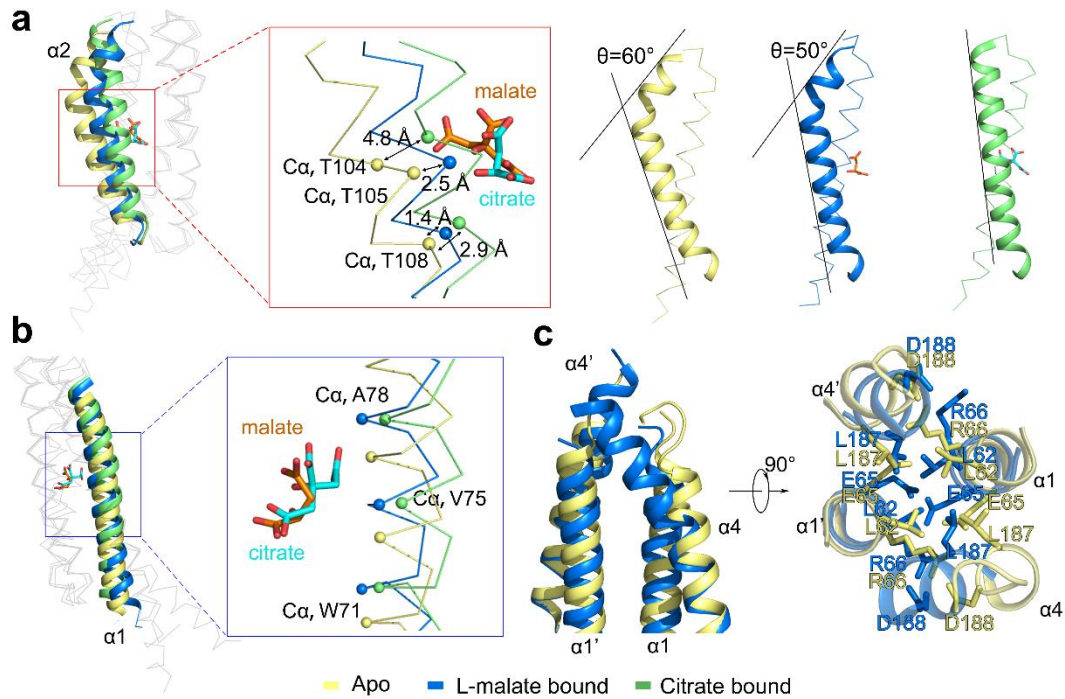 a
α2
malate
4.8 Å
Cα, T104
Cα, T105
2.5 Å
citrate
1.4 Å
Cα, T108
2.9 Å
θ=60°
θ=50°
b
α1
Cα, A78
malate
Cα, V75
citrate
Cα, W71
c
α4'
α4
α1'
α1
90°
D188
D188
α4'
R66
R66
L187
L187
L62
L62
α1
E65
E65
E65
E65
α1'
L62
L62
L187
L187
R66
R66
α4
D188
D188
Apo
L-malate bound
Citrate bound